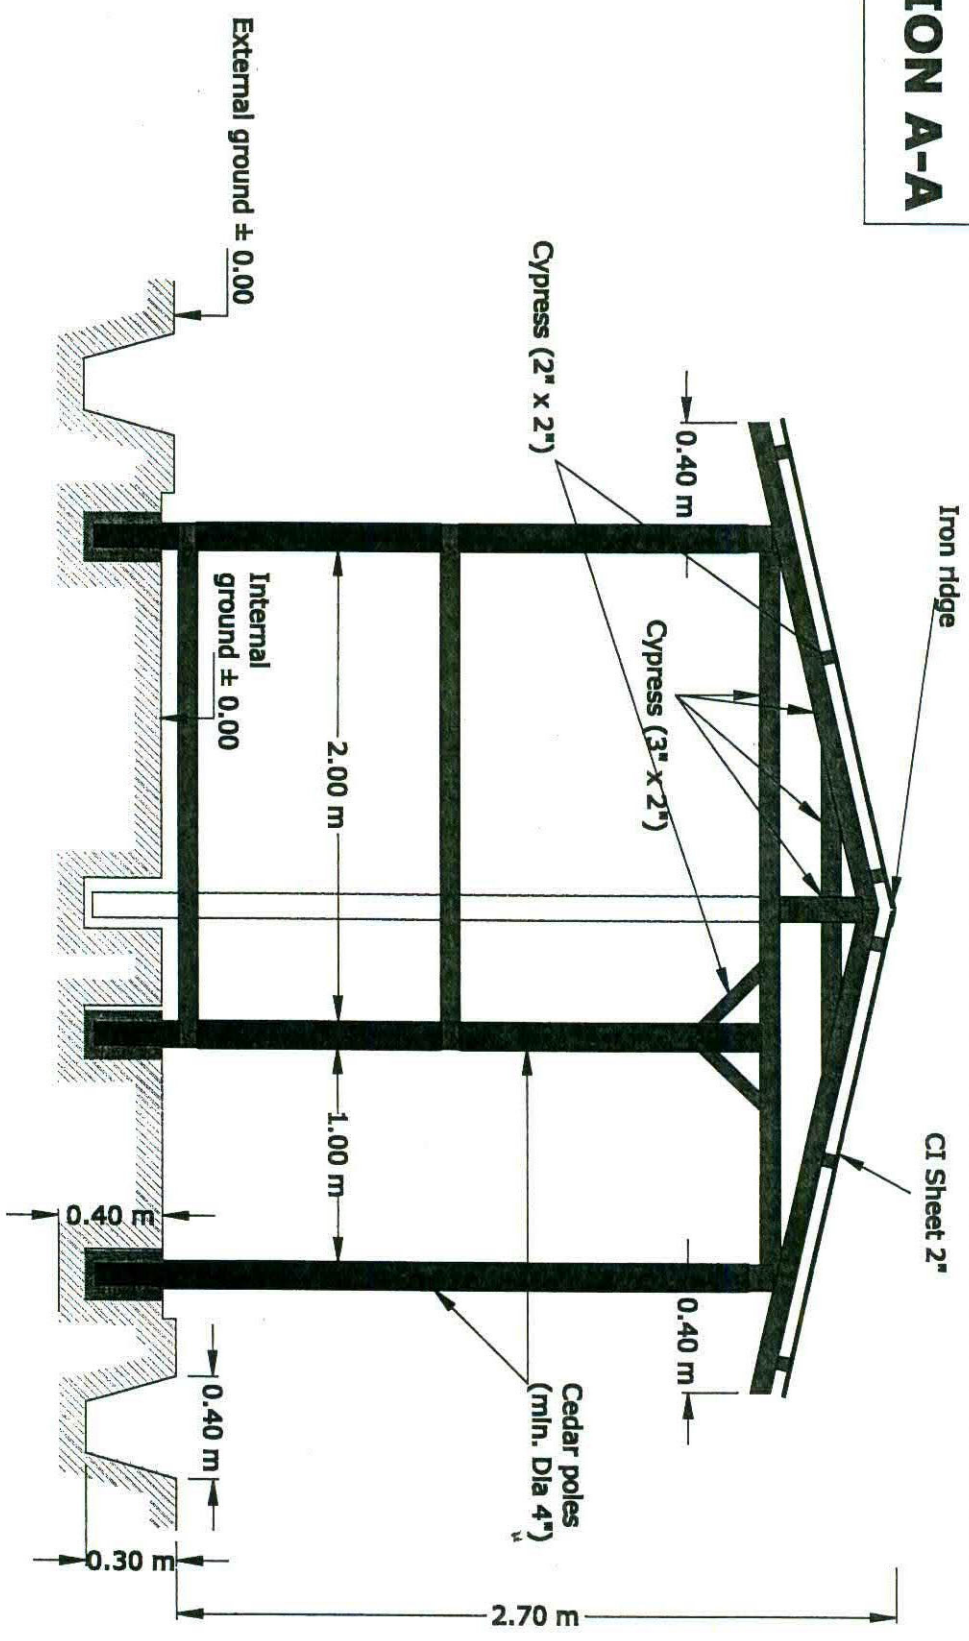 ION A-A
Iron ridge
CI Sheet 2"
Cypress (2" x 2")
0.40 m
0.40 m
Cypress (3" x 2")
Cedar poles
(min. Dia 4")
2.00 m
1.00 m
2.70 m
External ground ± 0.00
Internal
ground ± 0.00
0.40 m
0.40 m
0.30 m